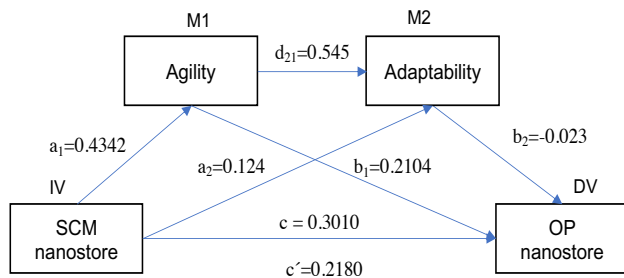 M1
M2
Agility
d21=0.545
Adaptability
a1=0.4342
a2=0.124
b1=0.2104
b2=-0.023
IV
DV
SCM
nanostore
c = 0.3010
OP
nanostore
c´=0.2180